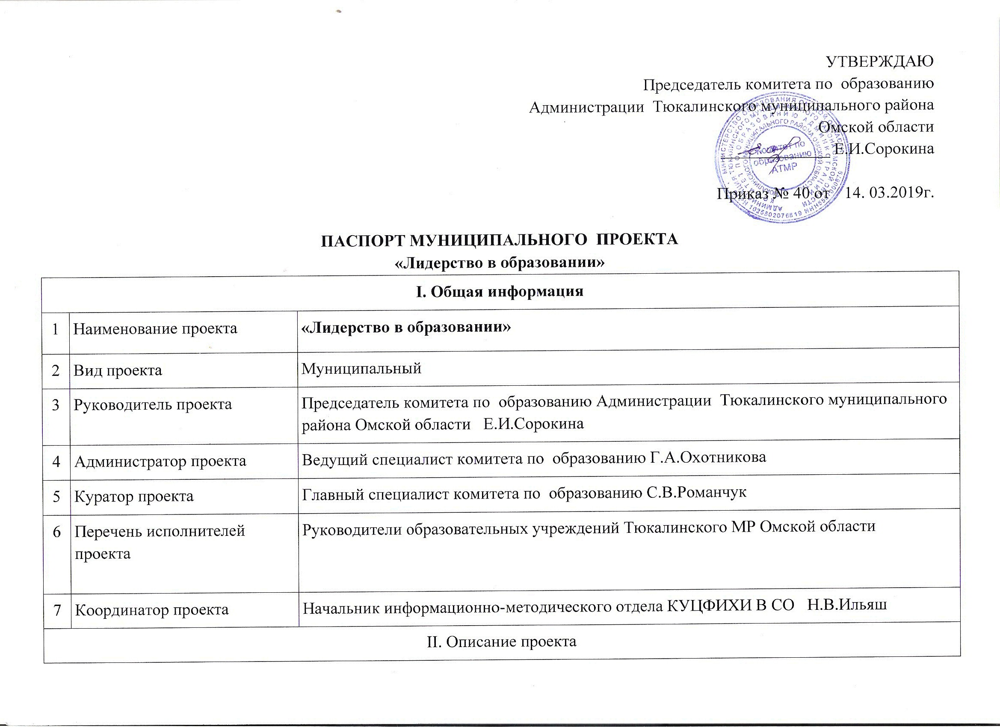 УТВЕРЖДАЮ
Председатель комитета по образованию
Администрации Тюкалинского муниципального района
Омской области
Е.И.Сорокина
Комитет по
образованию
АТМР
Приказ № 40 от 14. 03.2019г.
ПАСПОРТ МУНИЦИПАЛЬНОГО ПРОЕКТА
«Лидерство в образовании»
I. Общая информация
1 Наименование проекта «Лидерство в образовании»
2 Вид проекта Муниципальный
3 Руководитель проекта Председатель комитета по образованию Администрации Тюкалинского муниципального
района Омской области Е.И.Сорокина
4 Администратор проекта Ведущий специалист комитета по образованию Г.А.Охотникова
5 Куратор проекта Главный специалист комитета по образованию С.В.Романчук
6 Перечень исполнителей Руководители образовательных учреждений Тюкалинского МР Омской области
проекта
7 Координатор проекта Начальник информационно-методического отдела КУЦФИХИ В СО Н.В.Ильяш
II. Описание проекта